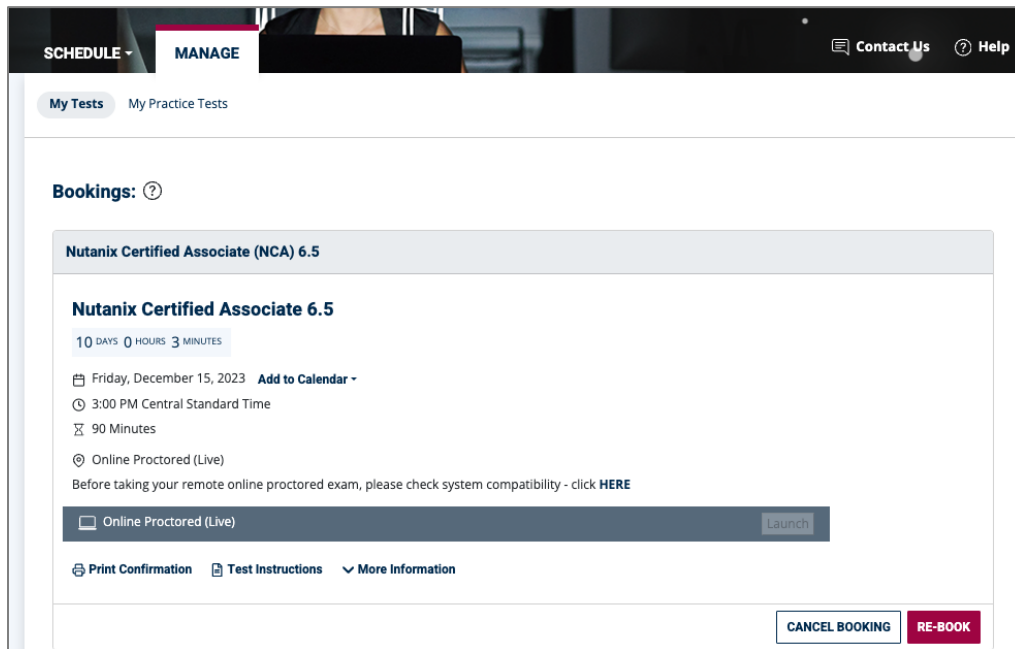 SCHEDULE MANAGE Contact Us Help
My Tests My Practice Tests
Bookings:
Nutanix Certified Associate (NCA) 6.5
Nutanix Certified Associate 6.5
10 DAYS 0 HOURS 3 MINUTES
Friday, December 15, 2023 Add to Calendar
3:00 PM Central Standard Time
90 Minutes
Online Proctored (Live)
Before taking your remote online proctored exam, please check system compatibility - click HERE
Online Proctored (Live) Launch
Print Confirmation Test Instructions More Information
CANCEL BOOKING RE-BOOK